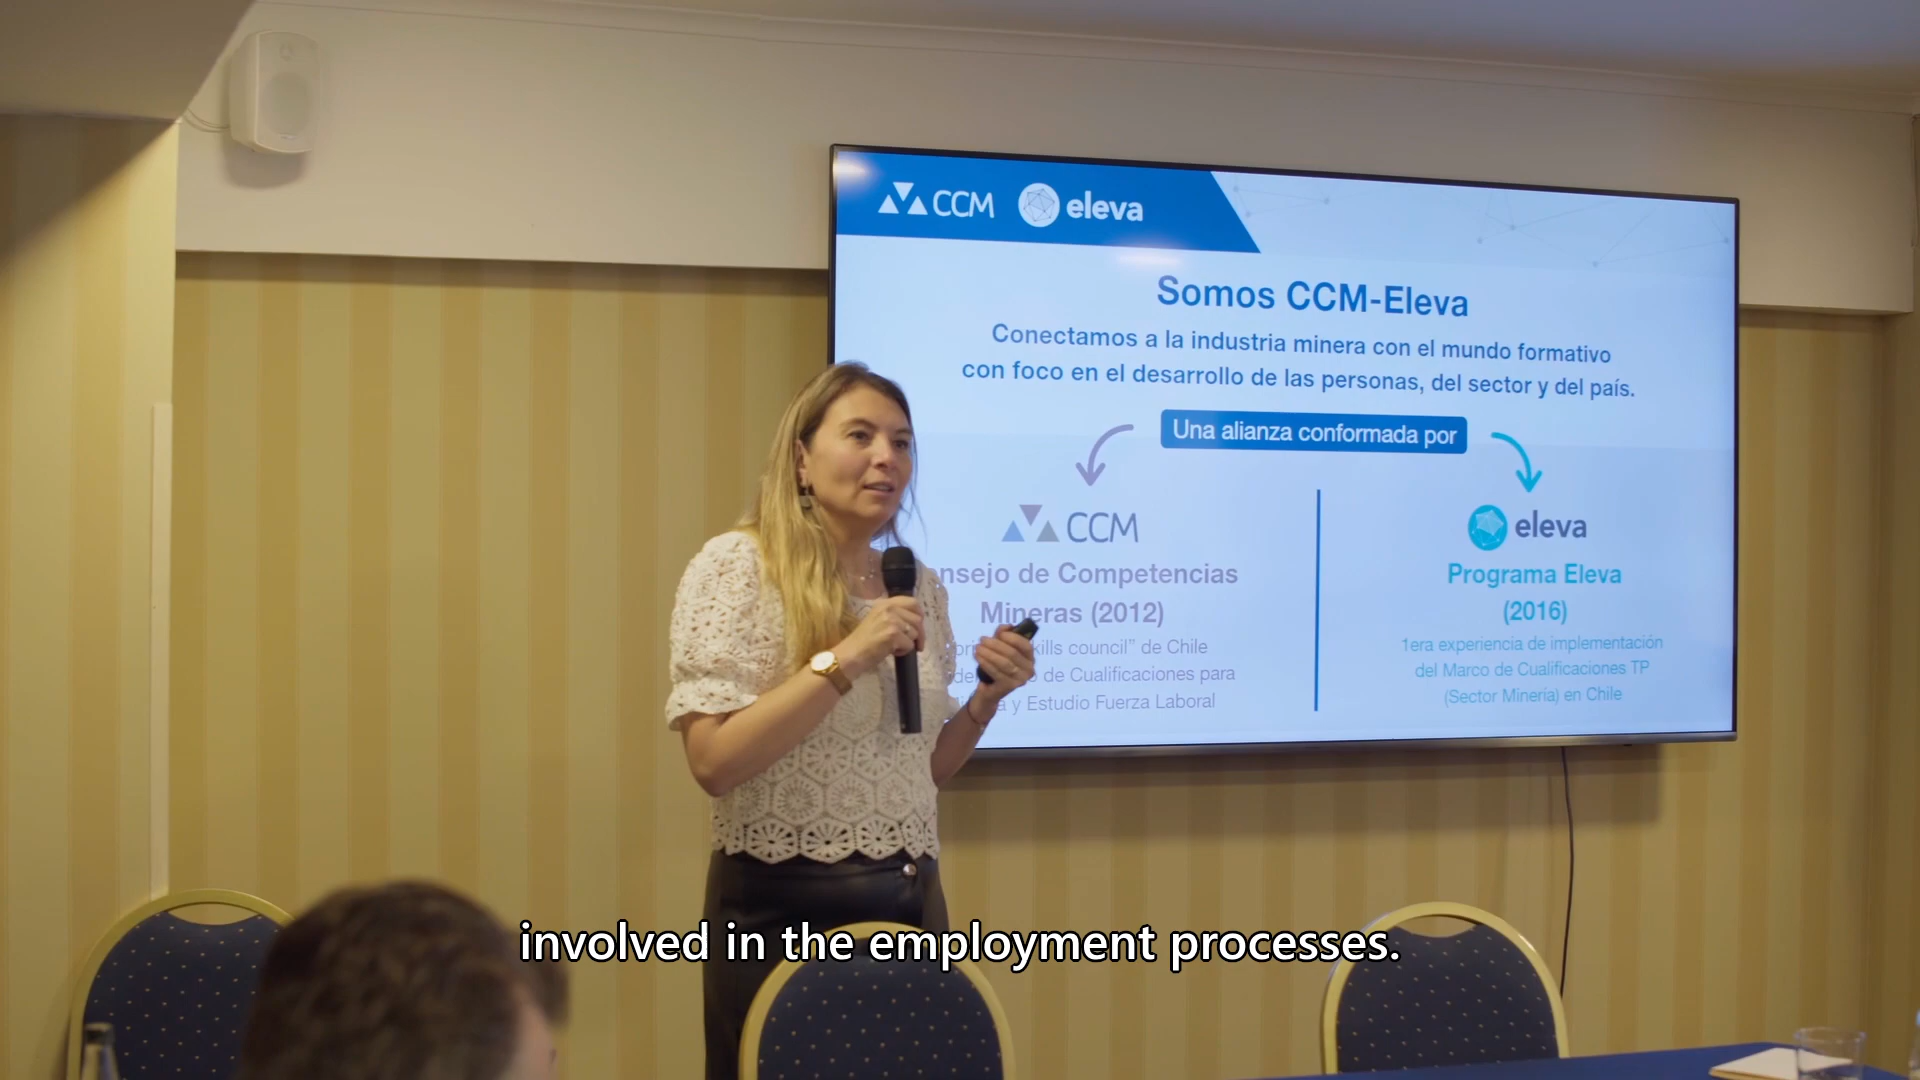 CCM eleva
Somos CCM-Eleva
Conectamos a la industria minera con el mundo formativo
con foco en el desarrollo de las personas, del sector y del país.
Una alianza conformada por
CCM
de Competencias
Mineras (2012)
council” de Chile
de Cualificaciones para
y Estudio Fuerza Laboral
eleva
Programa Eleva
(2016)
1era experiencia de implementación
del Marco de Cualificaciones TP
(Sector Minería) en Chile
involved in the employment processes.